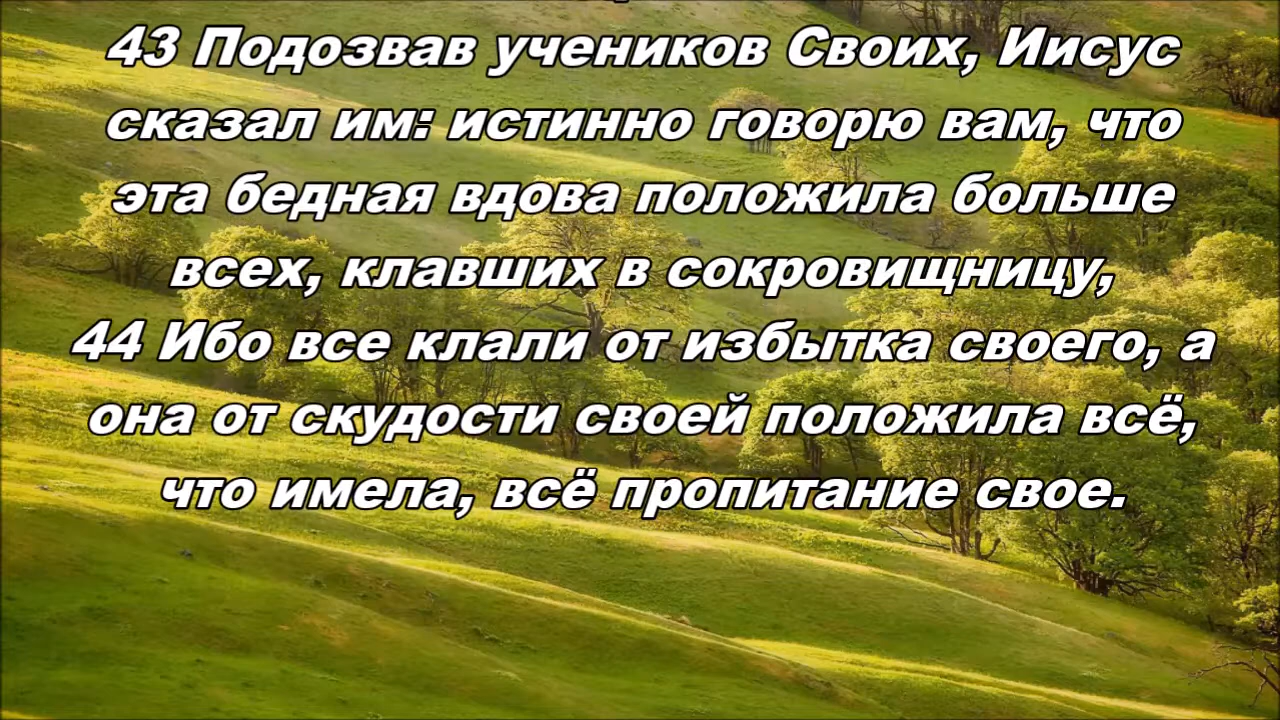 43 Подозвав учеников Своих, Иисус
сказал им: истинно говорю вам, что
эта бедная вдова положила больше
всех, клавших в сокровищницу,
44 Ибо все клали от избытка своего, а
она от скудости своей положила всё,
что имела, всё пропитание свое.